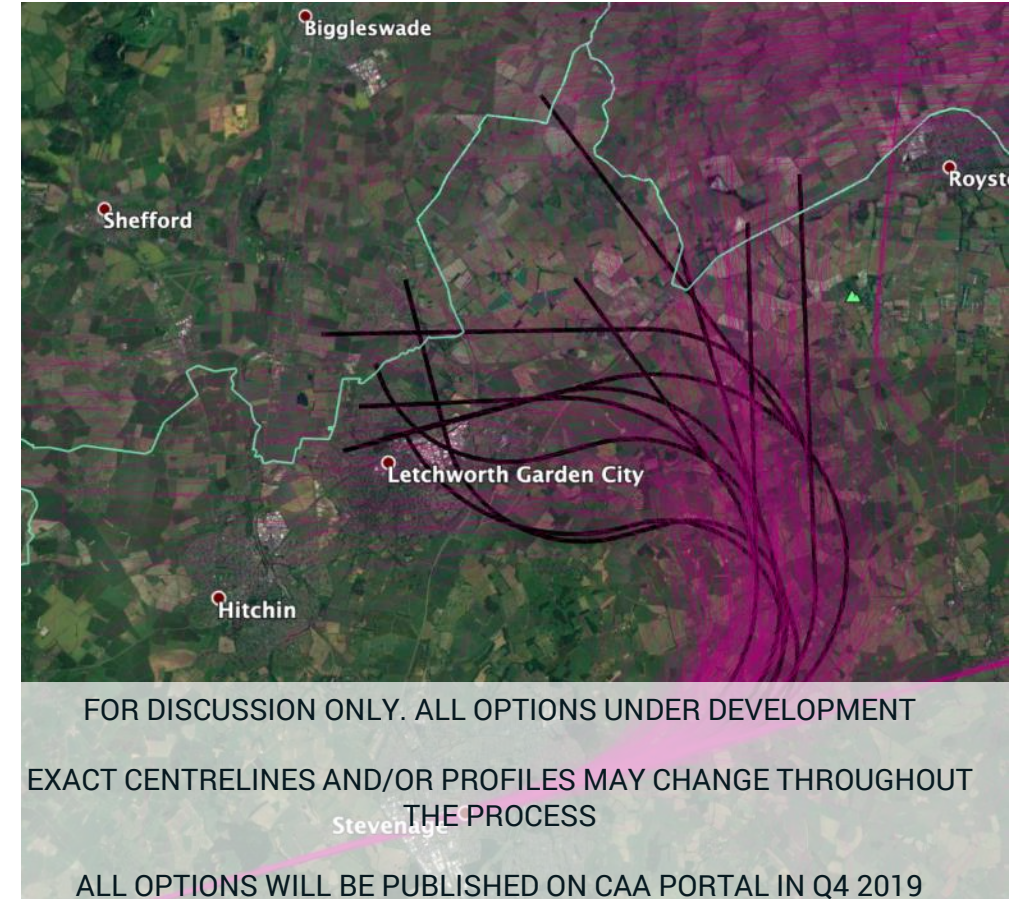 Biggleswade
Royst
Shefford
Letchworth Garden City
Hitchin
FOR DISCUSSION ONLY. ALL OPTIONS UNDER DEVELOPMENT
EXACT CENTRELINES AND/OR PROFILES MAY CHANGE THROUGHOUT
THE PROCESS
Stevenage
ALL OPTIONS WILL BE PUBLISHED ON CAA PORTAL IN Q4 2019